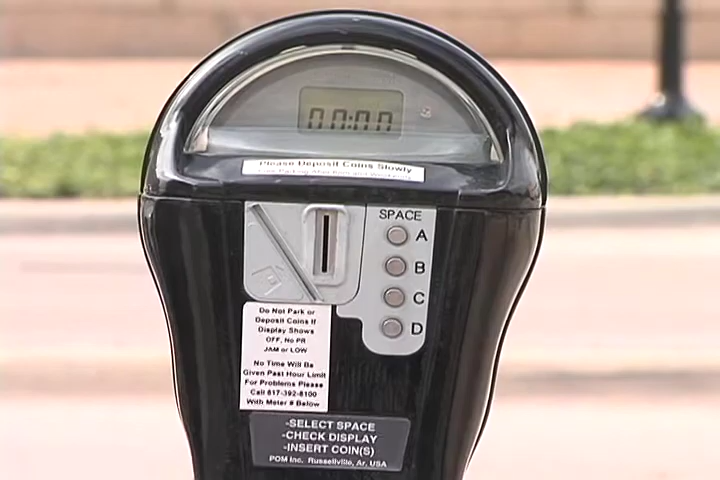 00:00
Please Deposit Coins Slowly
SPACE
A
B
C
D
Do Not Park or
Deposit Coins If
Display Shows
OFF, No PR
JAM or LOW
No Time Will Be
Given Past Hour Limit
For Problems Please
Call 817-392-8100
With Meter # Below
-SELECT SPACE
-CHECK DISPLAY
-INSERT COIN(S)
POM Inc. Russellville, Ar. USA